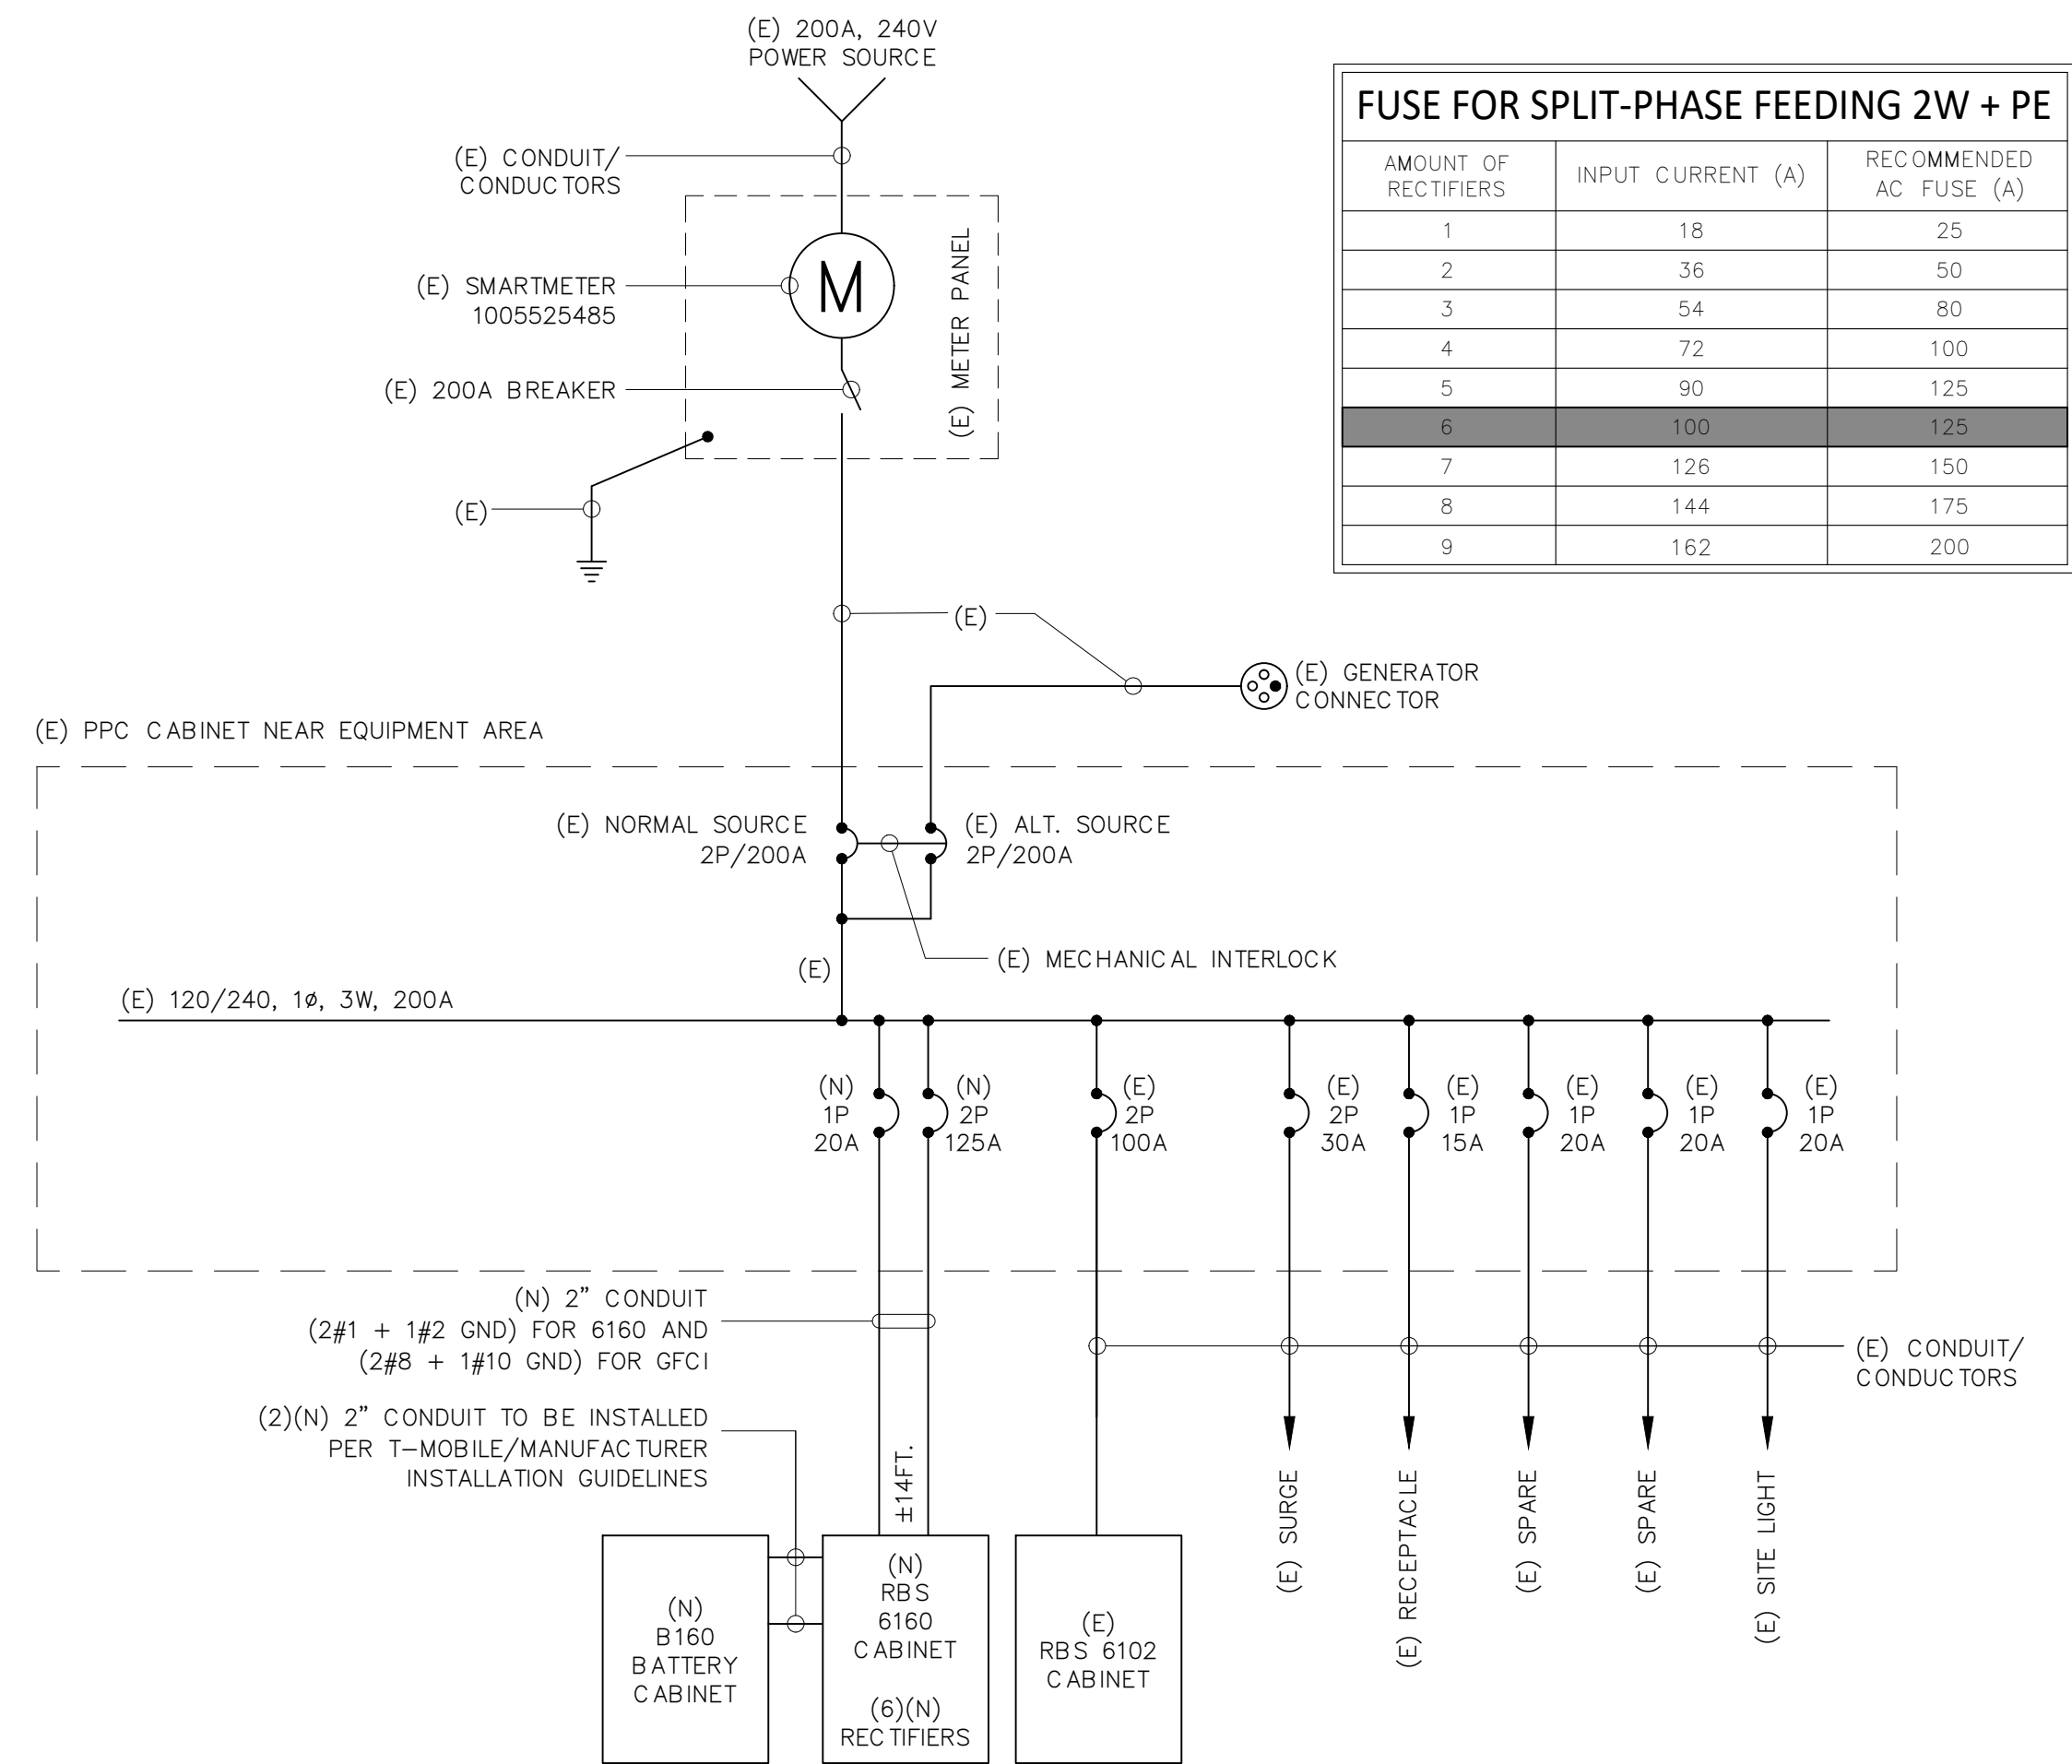 (E) 200A, 240V
POWER SOURCE
(E) CONDUIT/
CONDUCTORS
(E) SMARTMETER
1005525485
M
(E) METER PANEL
(E) 200A BREAKER
(E)
FUSE FOR SPLIT-PHASE FEEDING 2W + PE
AMOUNT OF
RECTIFIERS
INPUT CURRENT (A)
RECOMMENDED
AC FUSE (A)
1 18 25
2 36 50
3 54 80
4 72 100
5 90 125
6 100 125
7 126 150
8 144 175
9 162 200
(E)
(E) GENERATOR
CONNECTOR
(E) PPC CABINET NEAR EQUIPMENT AREA
(E) NORMAL SOURCE
2P/200A
(E) ALT. SOURCE
2P/200A
(E) MECHANICAL INTERLOCK
(E)
(E) 120/240, 1ø, 3W, 200A
(N)
1P
20A
(N)
2P
125A
(E)
2P
100A
(E)
2P
30A
(E)
1P
15A
(E)
1P
20A
(E)
1P
20A
(E)
1P
20A
(N) 2" CONDUIT
(2#1 + 1#2 GND) FOR 6160 AND
(2#8 + 1#10 GND) FOR GFCI
(E) CONDUIT/
CONDUCTORS
(2)(N) 2" CONDUIT TO BE INSTALLED
PER T-MOBILE/MANUFACTURER
INSTALLATION GUIDELINES
±14FT.
(N)
B160
BATTERY
CABINET
(N)
RBS
6160
CABINET
(6)(N)
RECTIFIERS
(E)
RBS 6102
CABINET
(E) SURGE
(E) RECEPTACLE
(E) SPARE
(E) SPARE
(E) SITE LIGHT